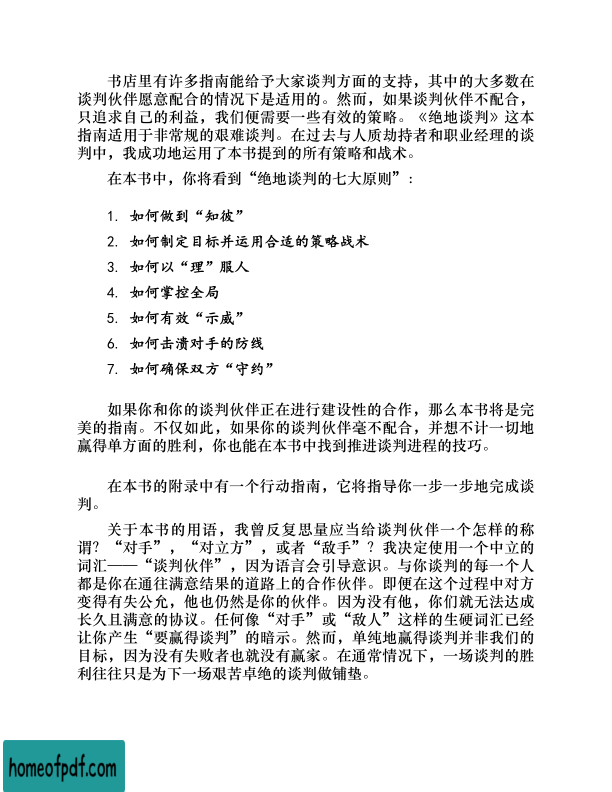 书店里有许多指南能给予大家谈判方面的支持，其中的大多数在
谈判伙伴愿意配合的情况下是适用的。然而，如果谈判伙伴不配合，
只追求自己的利益，我们便需要一些有效的策略。《绝地谈判》这本
指南适用于非常规的艰难谈判。在过去与人质劫持者和职业经理的谈
判中，我成功地运用了本书提到的所有策略和战术。
在本书中，你将看到“绝地谈判的七大原则”：
1. 如何做到“知彼”
2. 如何制定目标并运用合适的策略战术
3. 如何以“理”服人
4. 如何掌控全局
5. 如何有效“示威”
6. 如何击溃对手的防线
7. 如何确保双方“守约”
如果你和你的谈判伙伴正在进行建设性的合作，那么本书将是完
美的指南。不仅如此，如果你的谈判伙伴毫不配合，并想不计一切地
赢得单方面的胜利，你也能在本书中找到推进谈判进程的技巧。
在本书的附录中有一个行动指南，它将指导你一步一步地完成谈
判。
关于本书的用语，我曾反复思量应当给谈判伙伴一个怎样的称
谓？“对手”，“对立方”，或者“敌手”？我决定使用一个中立的
词汇——“谈判伙伴”，因为语言会引导意识。与你谈判的每一个人
都是你在通往满意结果的道路上的合作伙伴。即便在这个过程中对方
变得有失公允，他也仍然是你的伙伴。因为没有他，你们就无法达成
长久且满意的协议。任何像“对手”或“敌人”这样的生硬词汇已经
让你产生“要赢得谈判”的暗示。然而，单纯地赢得谈判并非我们的
目标，因为没有失败者也就没有赢家。在通常情况下，一场谈判的胜
利往往只是为下一场艰苦卓绝的谈判做铺垫。
homeofpdf.com